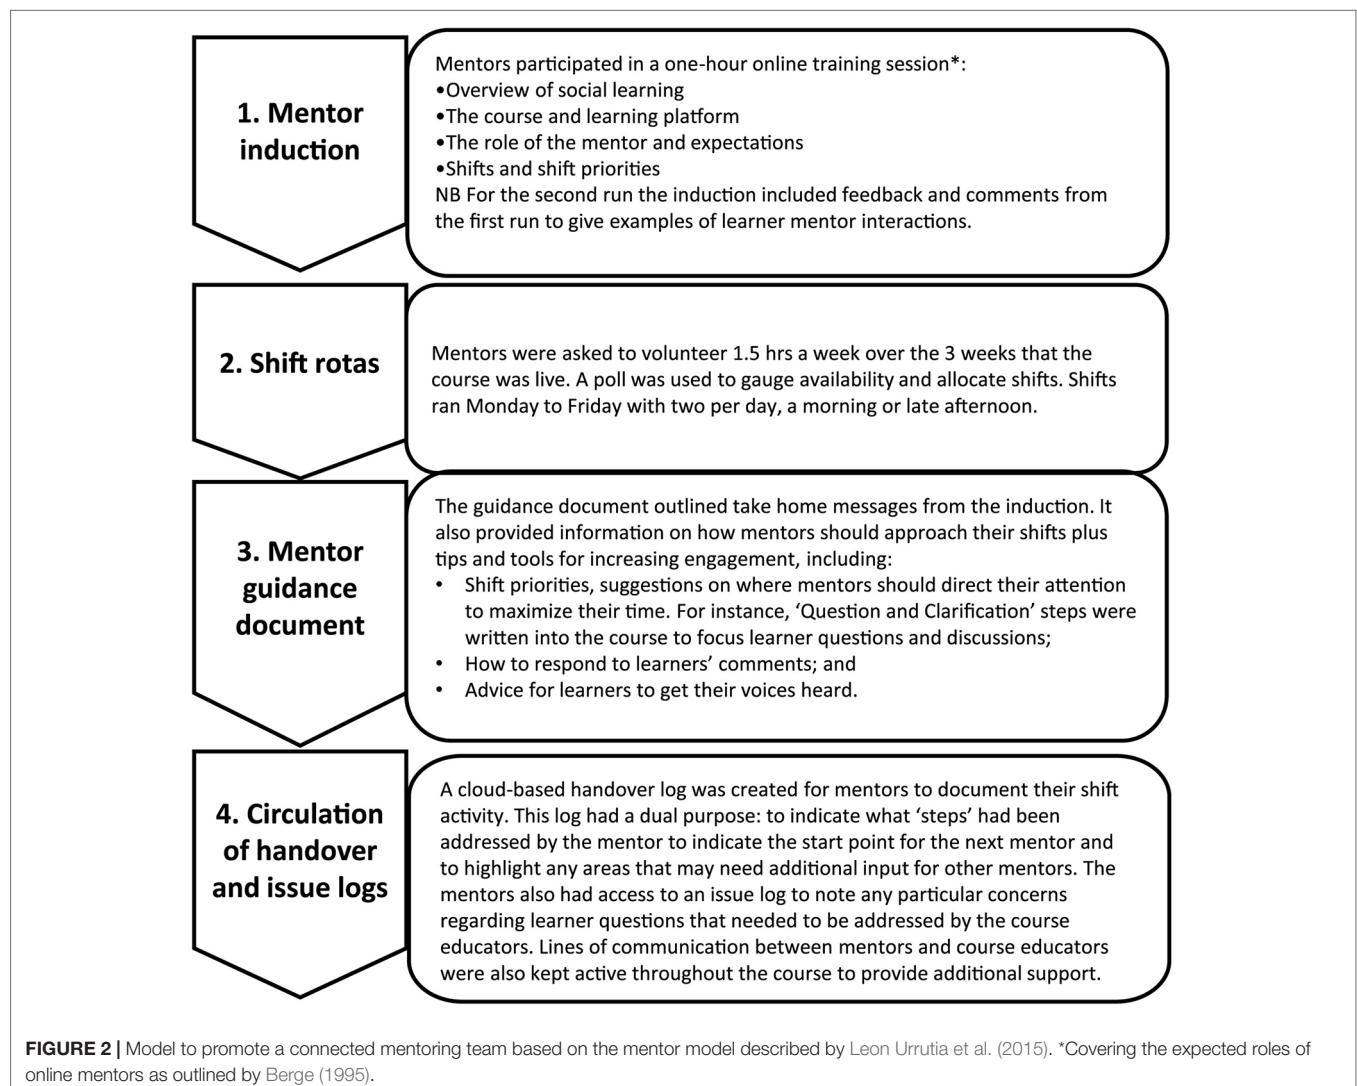 1. Mentor
induction
Mentors participated in a one-hour online training session*:
•Overview of social learning
•The course and learning platform
•The role of the mentor and expectations
•Shifts and shift priorities
NB For the second run the induction included feedback and comments from
the first run to give examples of learner mentor interactions.
2. Shift rotas
Mentors were asked to volunteer 1.5 hrs a week over the 3 weeks that the
course was live. A poll was used to gauge availability and allocate shifts. Shifts
ran Monday to Friday with two per day, a morning or late afternoon.
3. Mentor
guidance
document
The guidance document outlined take home messages from the induction. It
also provided information on how mentors should approach their shifts plus
tips and tools for increasing engagement, including:
• Shift priorities, suggestions on where mentors should direct their attention
to maximize their time. For instance, ‘Question and Clarification’ steps were
written into the course to focus learner questions and discussions;
• How to respond to learners’ comments; and
• Advice for learners to get their voices heard.
4. Circulation
of handover
and issue logs
A cloud-based handover log was created for mentors to document their shift
activity. This log had a dual purpose: to indicate what ‘steps’ had been
addressed by the mentor to indicate the start point for the next mentor and
to highlight any areas that may need additional input for other mentors. The
mentors also had access to an issue log to note any particular concerns
regarding learner questions that needed to be addressed by the course
educators. Lines of communication between mentors and course educators
were also kept active throughout the course to provide additional support.
FIGURE 2 | Model to promote a connected mentoring team based on the mentor model described by Leon Urrutia et al. (2015). *Covering the expected roles of
online mentors as outlined by Berge (1995).